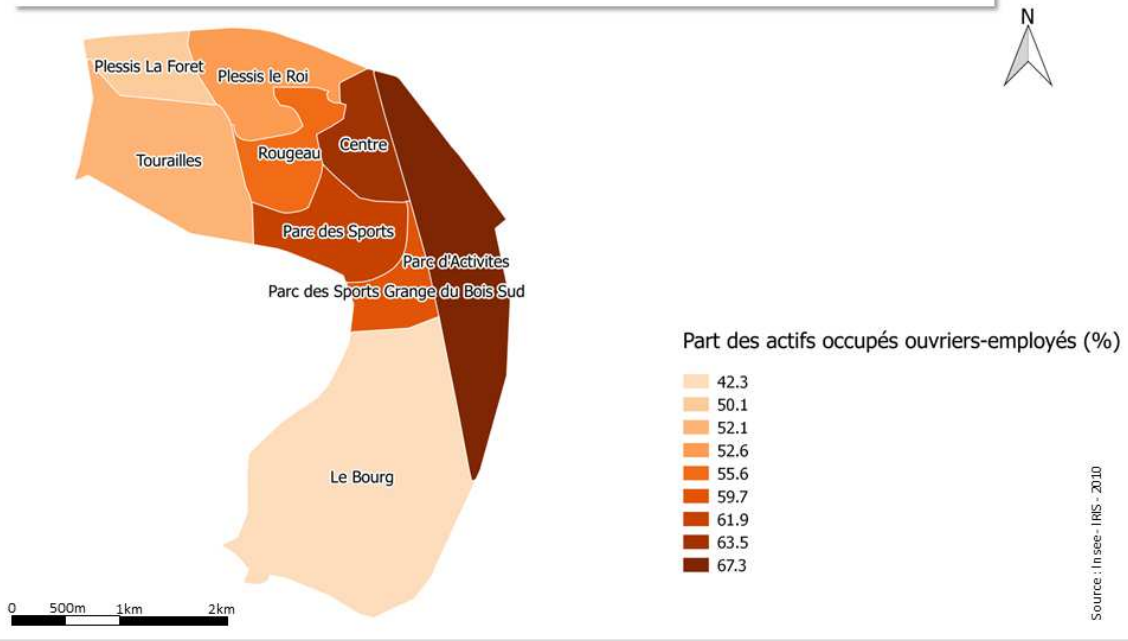 N
Plessis La Foret
Plessis le Roi
Centre
Rougeau
Tourailles
Parc des Sports
Parc d'Activites
Parc des Sports Grange du Bois Sud
Le Bourg
Part des actifs occupés ouvriers-employés (%)
42.3
50.1
52.1
52.6
55.6
59.7
61.9
63.5
67.3
Source : Insee - IRIS - 2010
0 500m 1km 2km